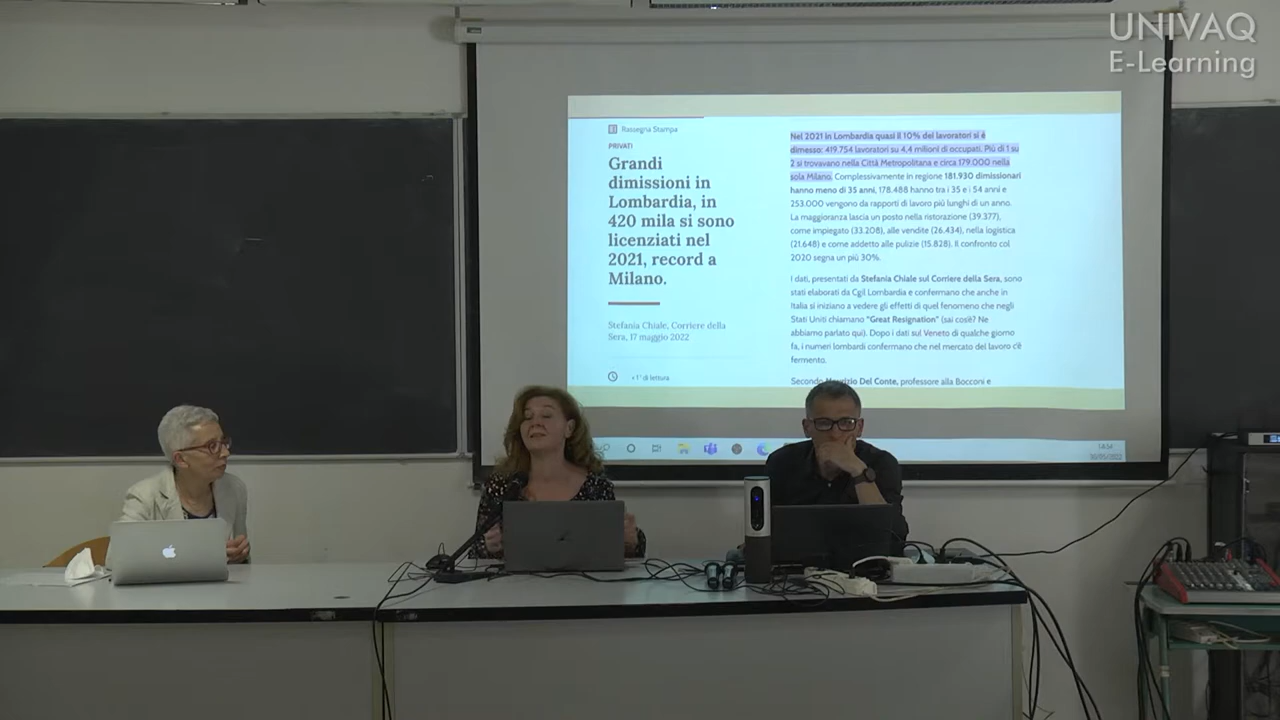 UNIVAQ
E-Learning
Rassegna Stampa
PRIVATI
Grandi
dimissioni in
Lombardia, in
420 mila si sono
licenziati nel
2021, record a
Milano.
Stefania Chiale, Corriere della
Sera, 17 maggio 2022
<1' di lettura
Nel 2021 in Lombardia quasi il 10% dei lavoratori si è
dimesso: 419.754 lavoratori su 4,4 milioni di occupati. Più di 1 su
2 si trovavano nella Città Metropolitana e circa 179.000 nella
sola Milano. Complessivamente in regione 181.930 dimissionari
hanno meno di 35 anni, 178.488 hanno tra i 35 e i 54 anni e
253.000 vengono da rapporti di lavoro più lunghi di un anno.
La maggioranza lascia un posto nella ristorazione (39.377),
come impiegato (33.208), alle vendite (26.434), nella logistica
(21.648) e come addetto alle pulizie (15.828). Il confronto col
2020 segna un più 30%.
I dati, presentati da Stefania Chiale sul Corriere della Sera, sono
stati elaborati da Cgil Lombardia e confermano che anche in
Italia si iniziano a vedere gli effetti di quel fenomeno che negli
Stati Uniti chiamano "Great Resignation" (sai cos'è? Ne
abbiamo parlato qui). Dopo i dati sul Veneto di qualche giorno
fa, i numeri lombardi confermano che nel mercato del lavoro c'è
fermento.
Secondo Maurizio Del Conte, professore alla Bocconi e
30/05/2022